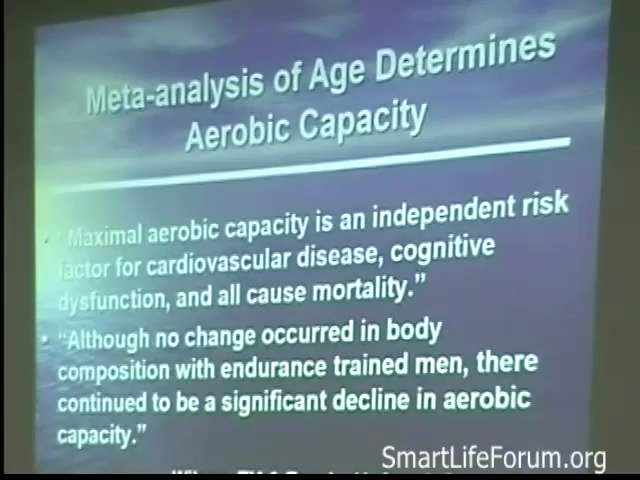 Meta-analysis of Age Determines
Aerobic Capacity
• "Maximal aerobic capacity is an independent risk
factor for cardiovascular disease, cognitive
dysfunction, and all cause mortality."
• "Although no change occurred in body
composition with endurance trained men, there
continued to be a significant decline in aerobic
capacity."
SmartLifeForum.org